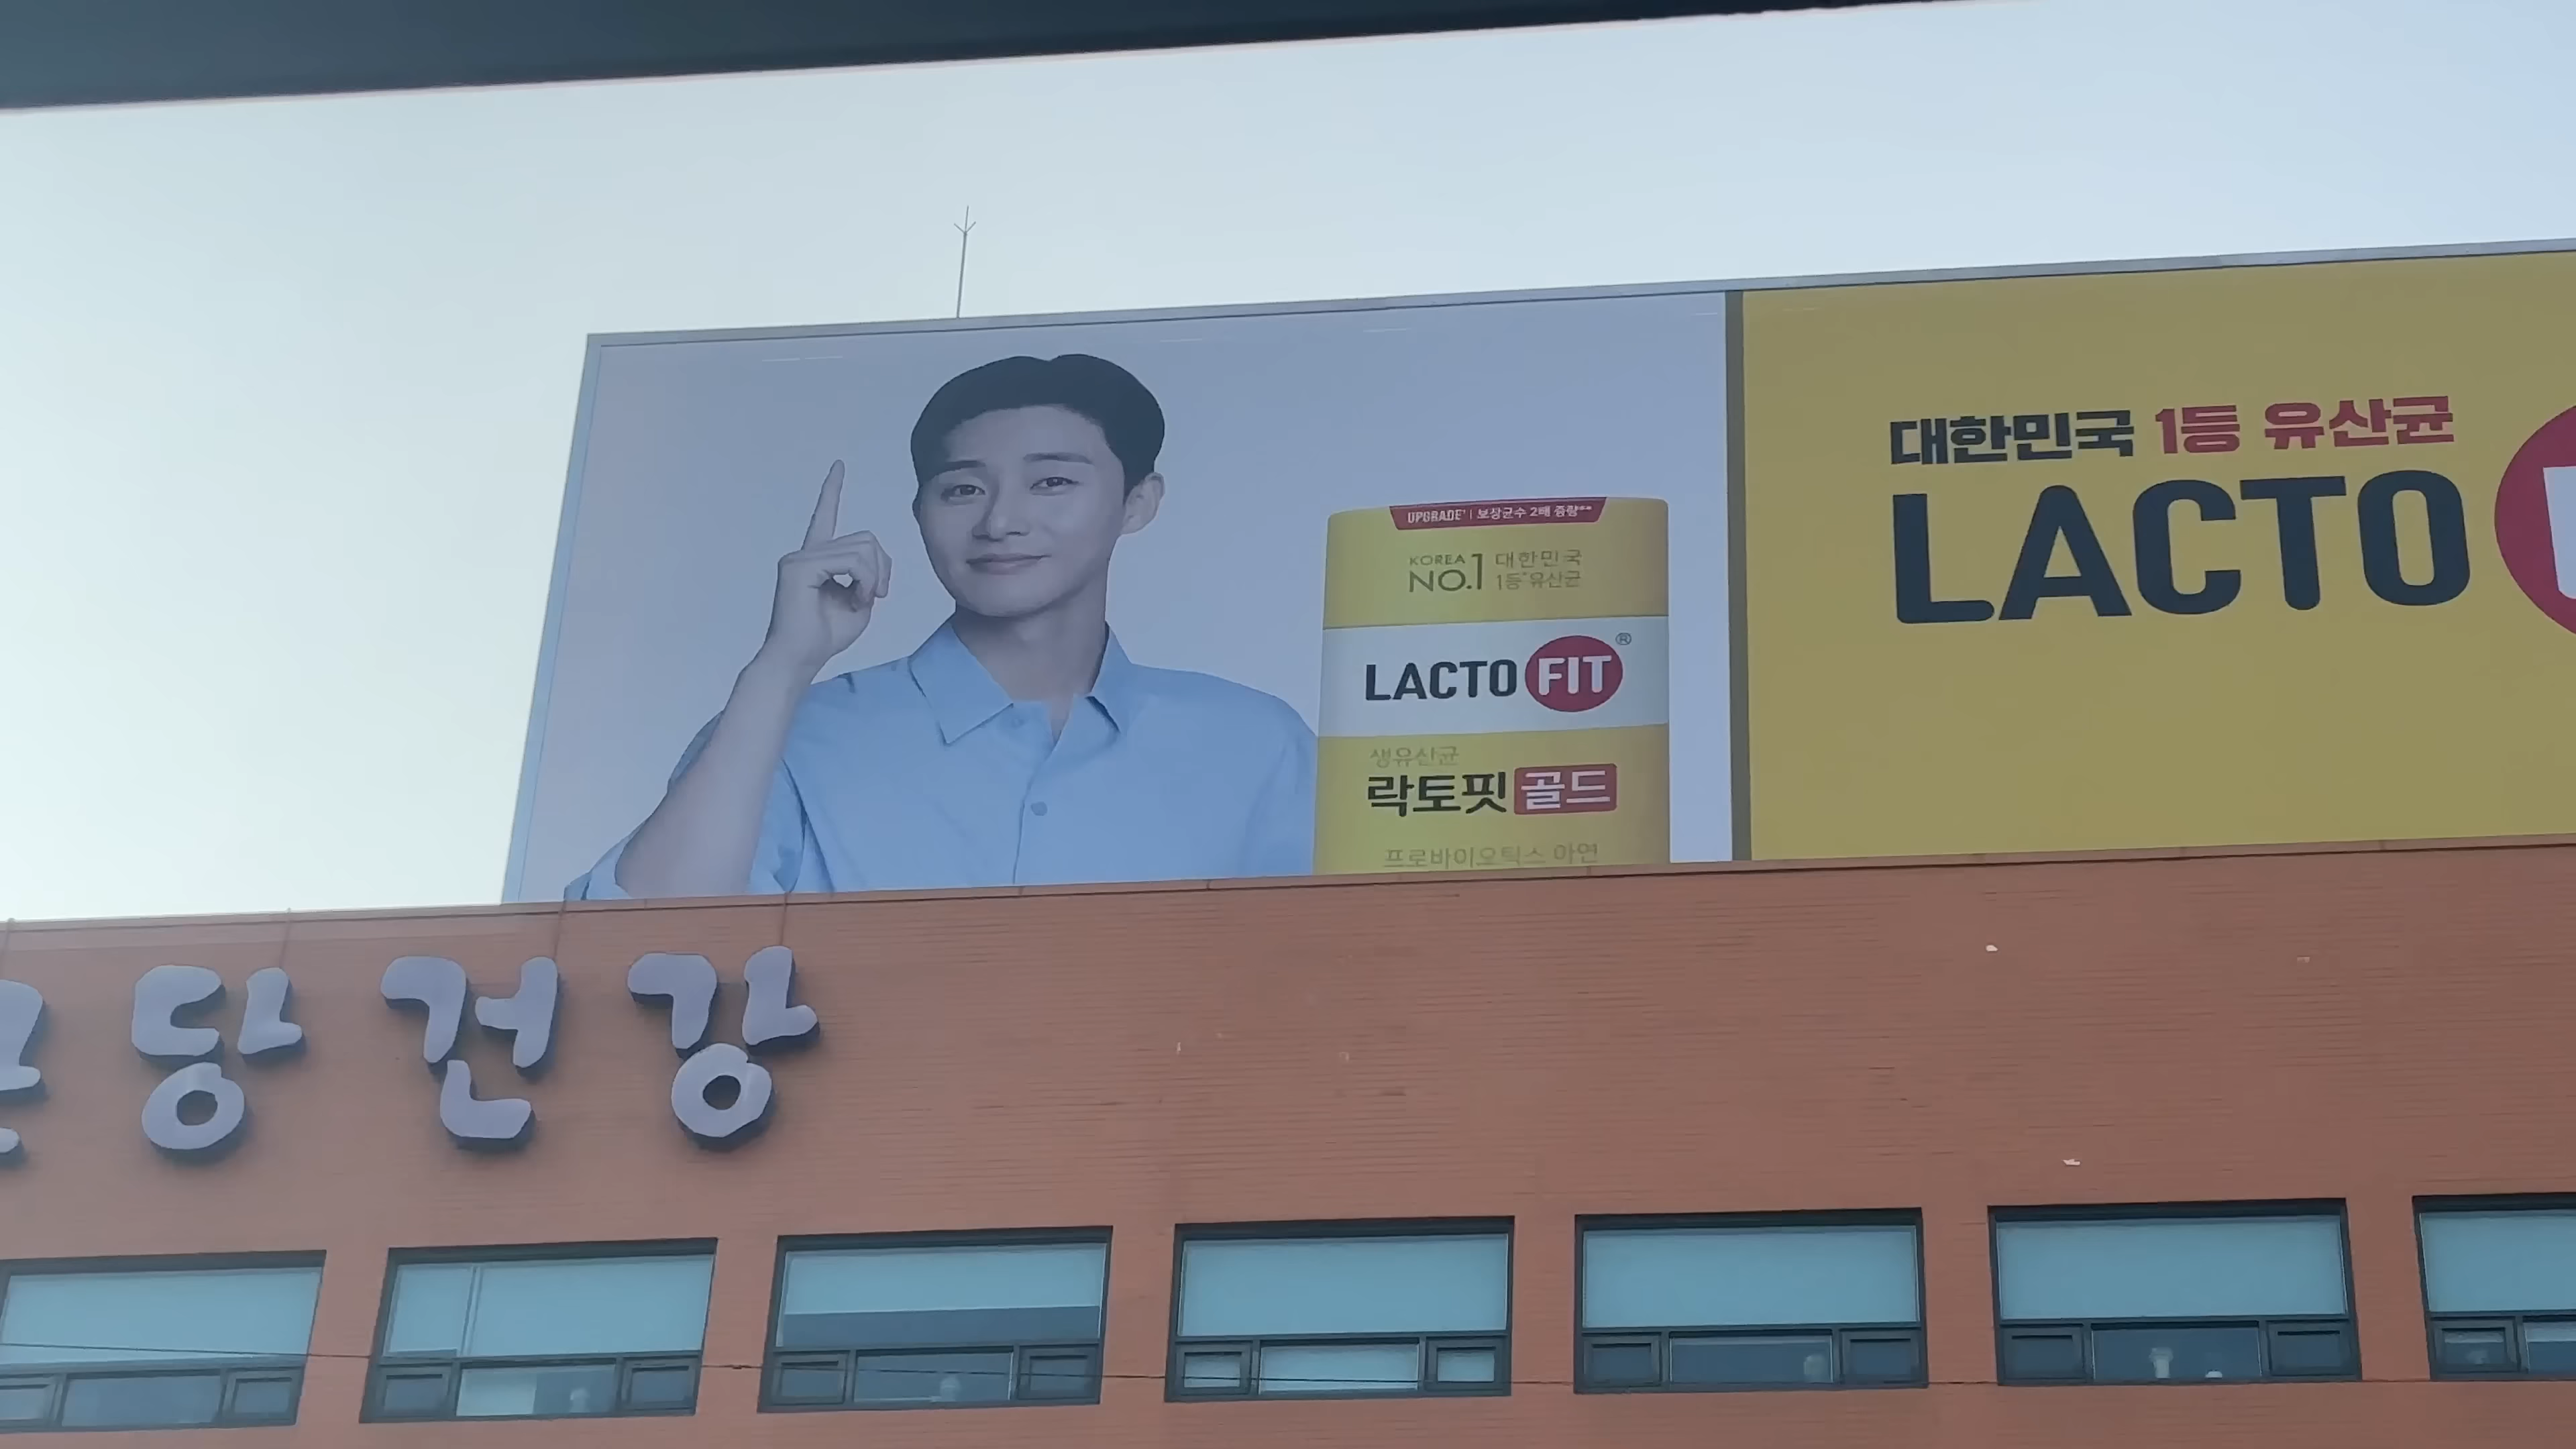 대한민국 1등 유산균
LACTO
UPGRADE⁺ | 보장균수 2배 증량**
KOREA NO.1 대한민국 1등*유산균
LACTO FIT ®
생유산균
락토핏 골드
프로바이오틱스 아연
당건강